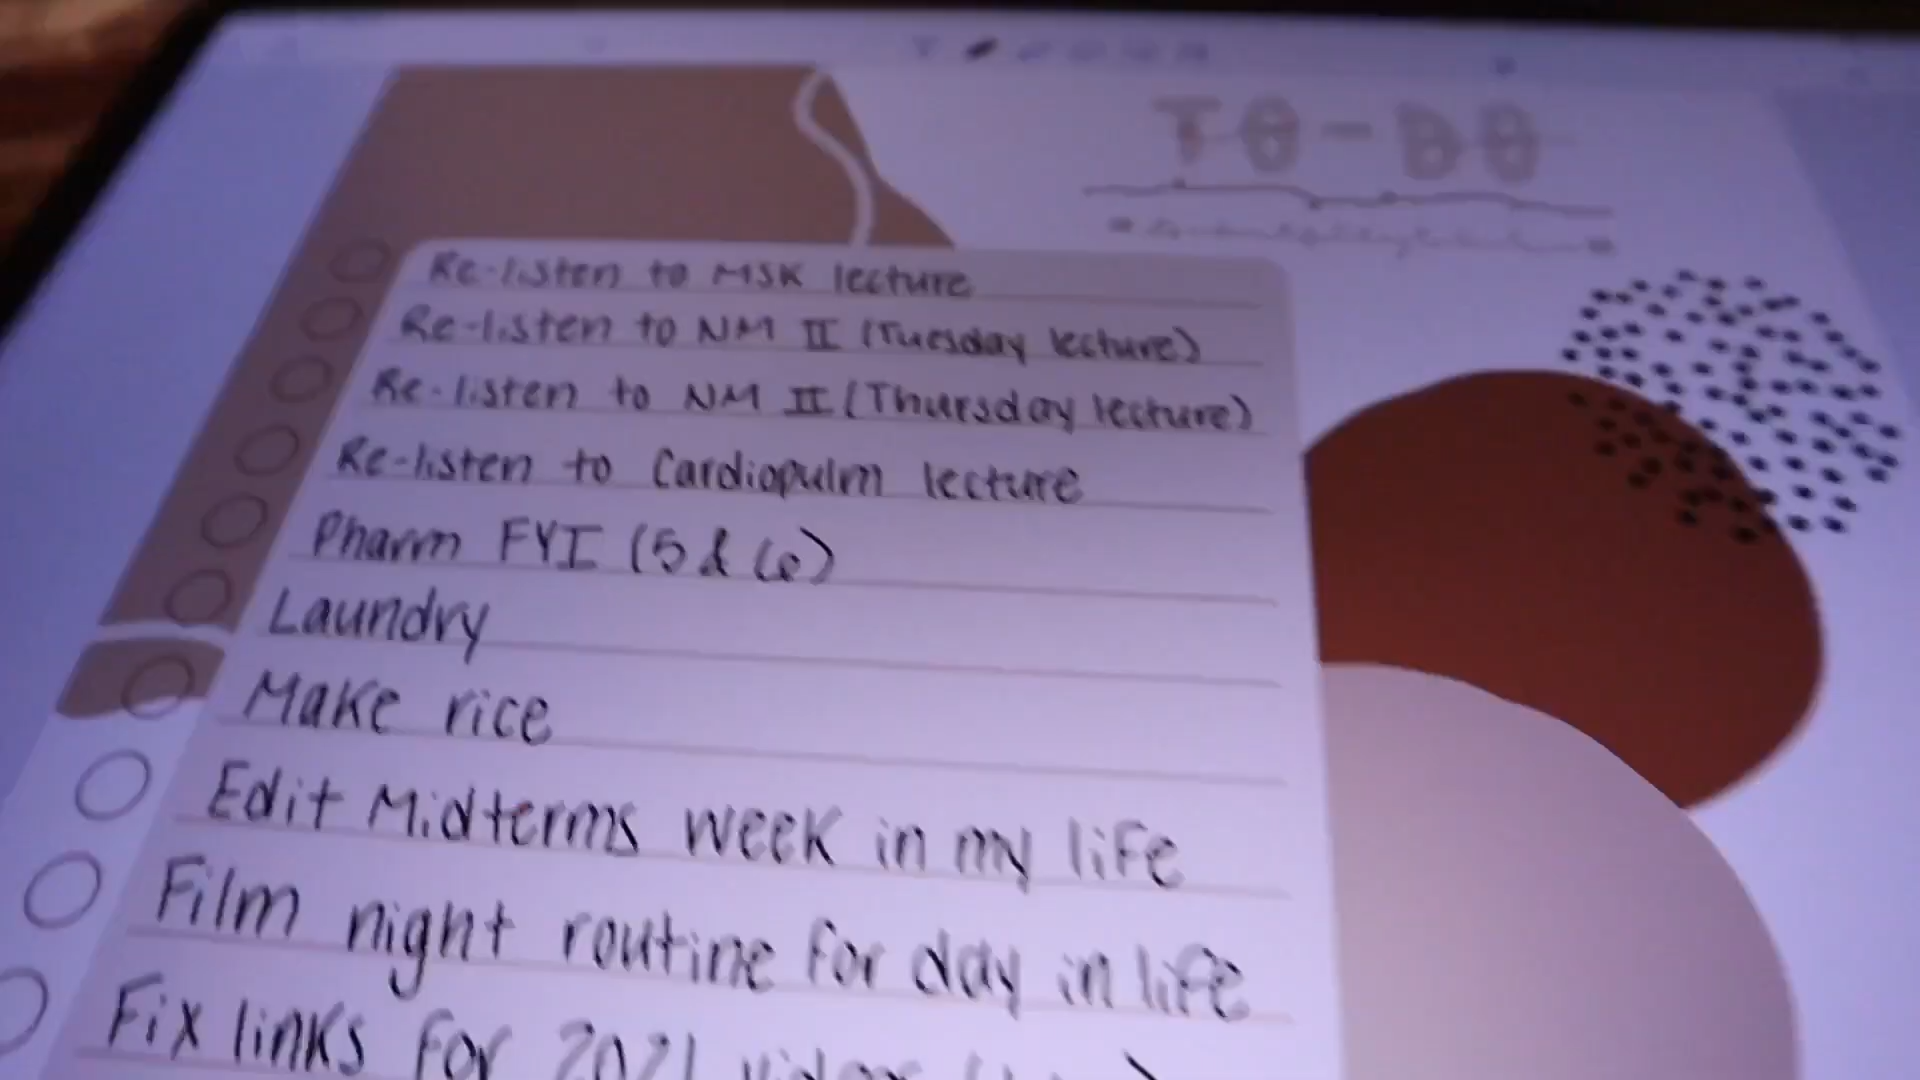 TO-DO
Re-listen to MSK lecture
Re-listen to NM II (Tuesday lecture)
Re-listen to NM II (Thursday lecture)
Re-listen to Cardiopulm lecture
Pharm FYI (5 & 6)
Laundry
Make rice
Edit Midterms week in my life
Film night routine for day in life
Fix links for 2021